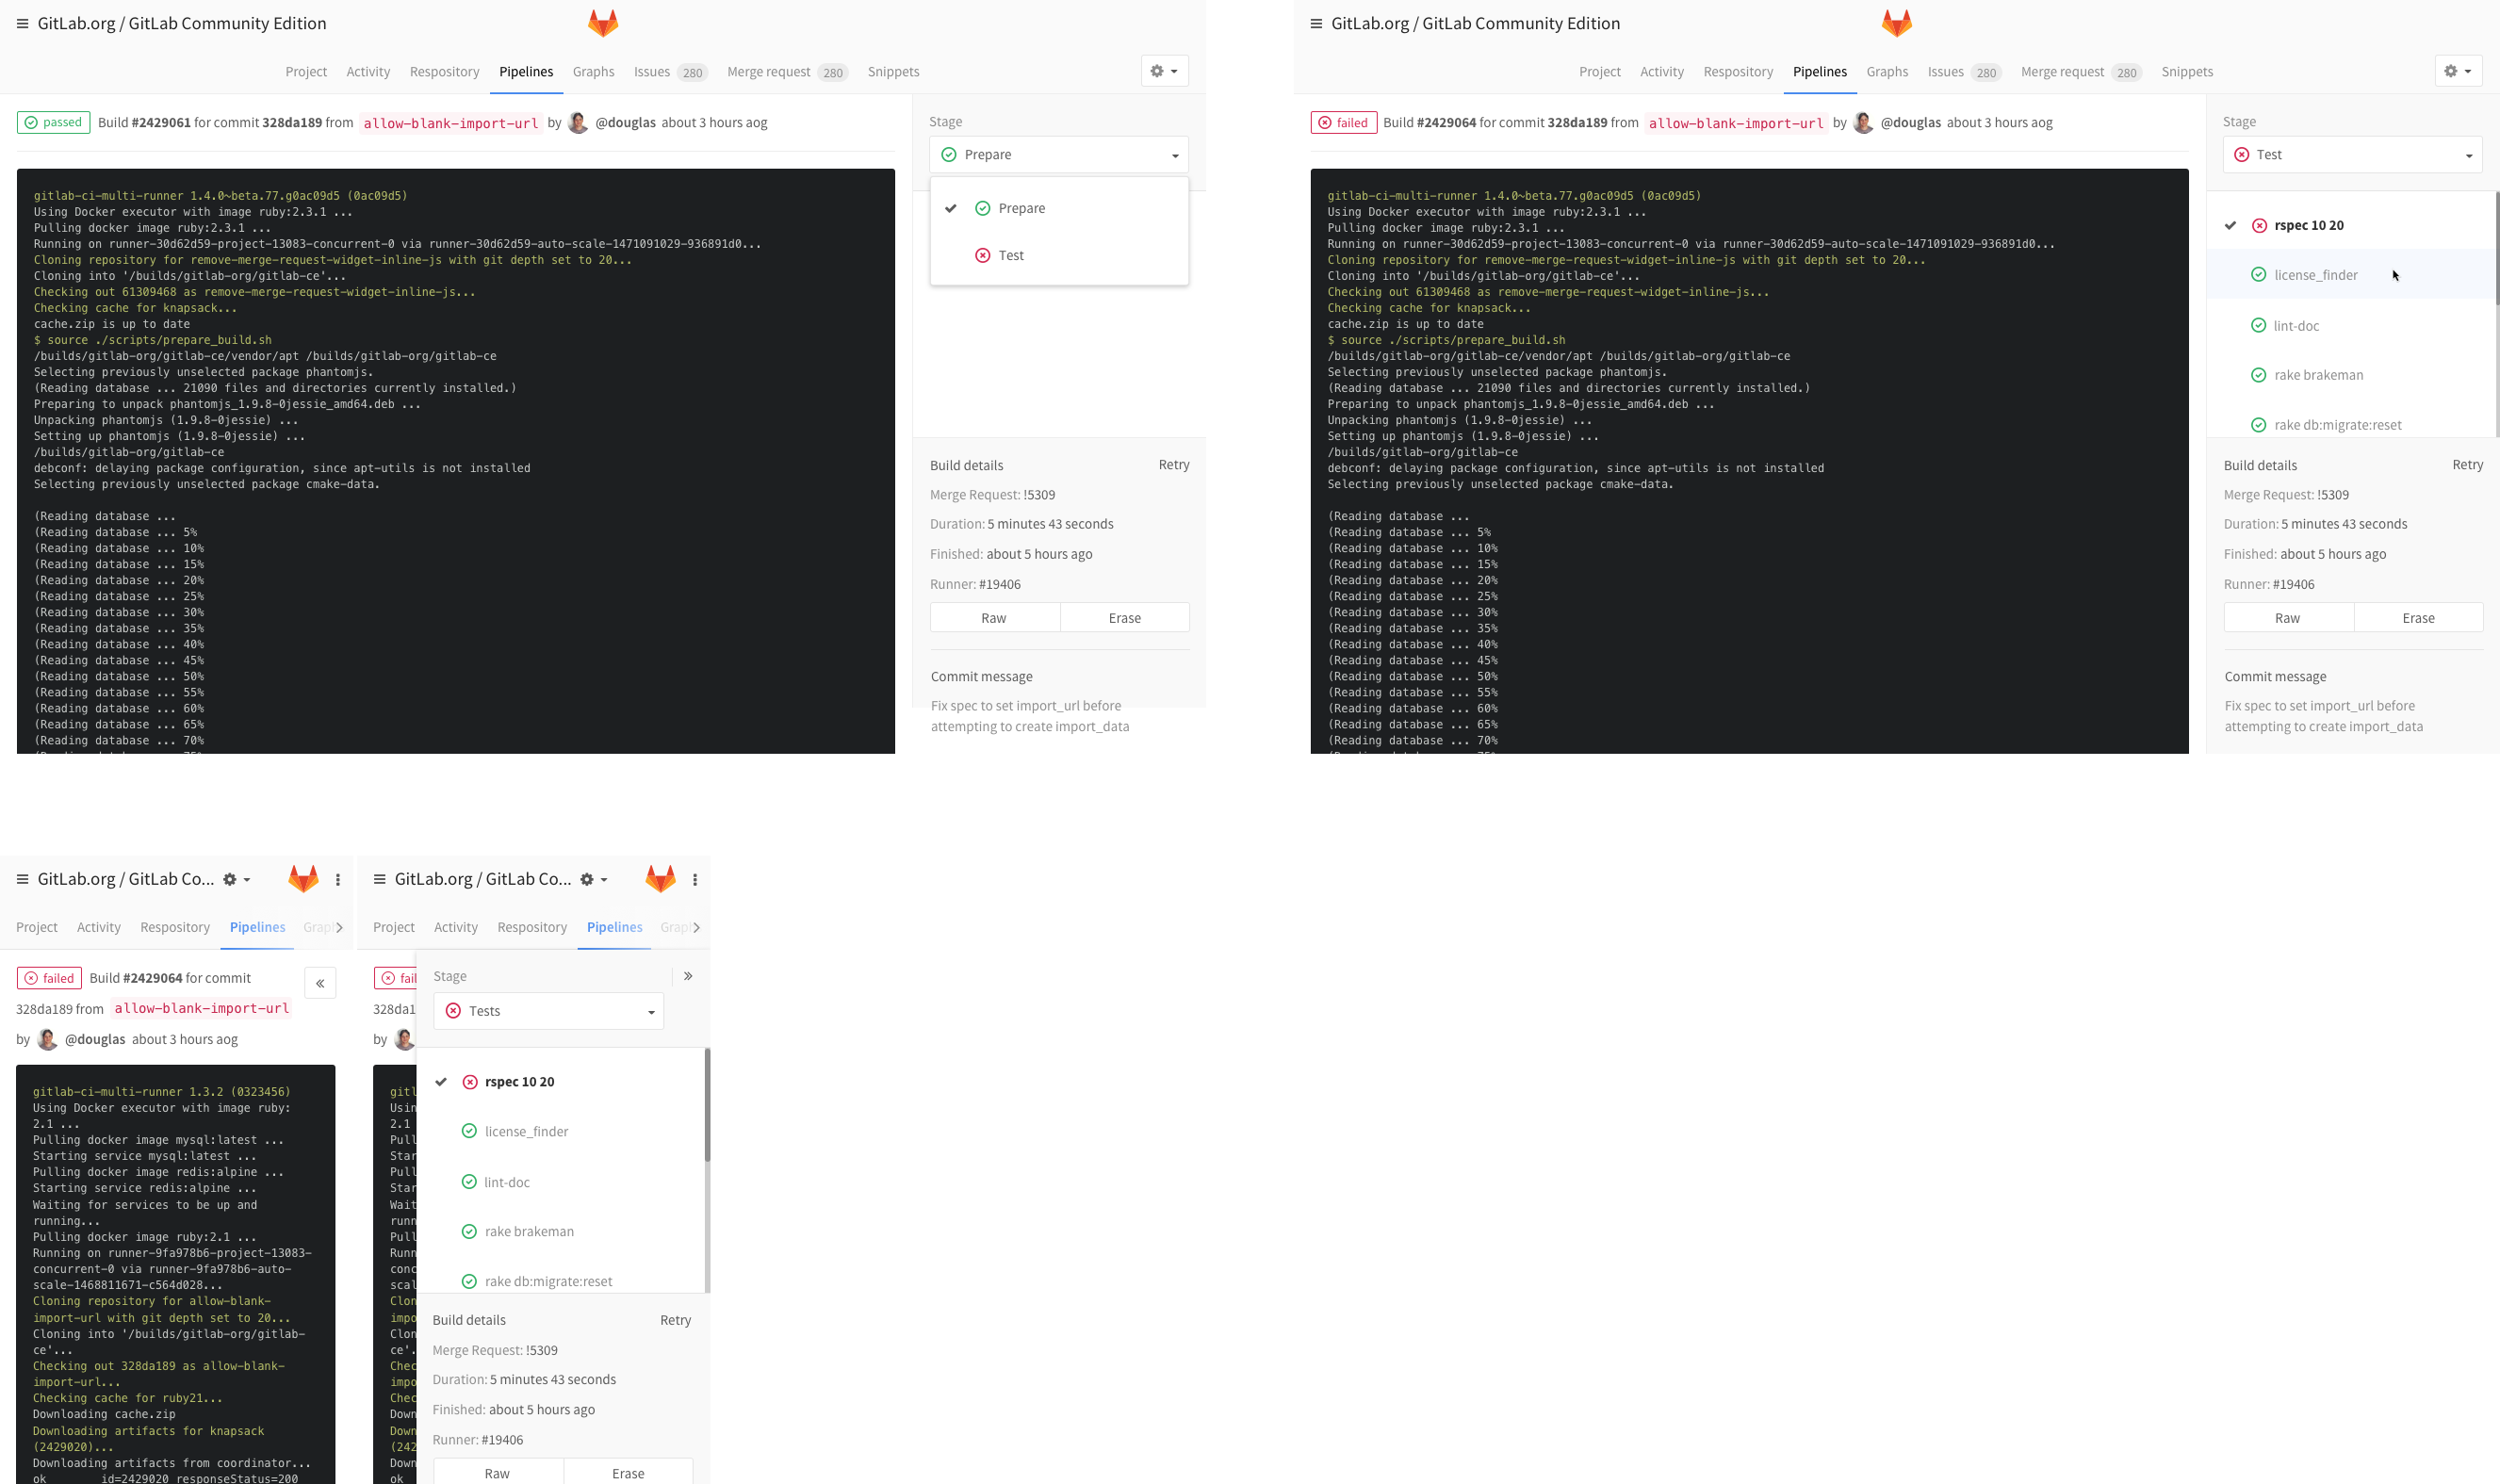 GitLab.org / GitLab Community Edition
Project Activity Respository Pipelines Graphs Issues 280 Merge request 280 Snippets
passed Build #2429061 for commit 328da189 from allow-blank-import-url by @douglas about 3 hours aog
gitlab-ci-multi-runner 1.4.0~beta.77.g0ac09d5 (0ac09d5)
Using Docker executor with image ruby:2.3.1 ...
Pulling docker image ruby:2.3.1 ...
Running on runner-30d62d59-project-13083-concurrent-0 via runner-30d62d59-auto-scale-1471091029-936891d0...
Cloning repository for remove-merge-request-widget-inline-js with git depth set to 20...
Cloning into '/builds/gitlab-org/gitlab-ce'...
Checking out 61309468 as remove-merge-request-widget-inline-js...
Checking cache for knapsack...
cache.zip is up to date
$ source ./scripts/prepare_build.sh
/builds/gitlab-org/gitlab-ce/vendor/apt /builds/gitlab-org/gitlab-ce
Selecting previously unselected package phantomjs.
(Reading database ... 21090 files and directories currently installed.)
Preparing to unpack phantomjs_1.9.8-0jessie_amd64.deb ...
Unpacking phantomjs (1.9.8-0jessie) ...
Setting up phantomjs (1.9.8-0jessie) ...
/builds/gitlab-org/gitlab-ce
debconf: delaying package configuration, since apt-utils is not installed
Selecting previously unselected package cmake-data.
(Reading database ...
(Reading database ... 5%
(Reading database ... 10%
(Reading database ... 15%
(Reading database ... 20%
(Reading database ... 25%
(Reading database ... 30%
(Reading database ... 35%
(Reading database ... 40%
(Reading database ... 45%
(Reading database ... 50%
(Reading database ... 55%
(Reading database ... 60%
(Reading database ... 65%
(Reading database ... 70%
Stage
Prepare
Prepare
Test
Build details Retry
Merge Request: !5309
Duration: 5 minutes 43 seconds
Finished: about 5 hours ago
Runner: #19406
Raw Erase
Commit message
Fix spec to set import_url before
attempting to create import_data
GitLab.org / GitLab Community Edition
Project Activity Respository Pipelines Graphs Issues 280 Merge request 280 Snippets
failed Build #2429064 for commit 328da189 from allow-blank-import-url by @douglas about 3 hours aog
gitlab-ci-multi-runner 1.4.0~beta.77.g0ac09d5 (0ac09d5)
Using Docker executor with image ruby:2.3.1 ...
Pulling docker image ruby:2.3.1 ...
Running on runner-30d62d59-project-13083-concurrent-0 via runner-30d62d59-auto-scale-1471091029-936891d0...
Cloning repository for remove-merge-request-widget-inline-js with git depth set to 20...
Cloning into '/builds/gitlab-org/gitlab-ce'...
Checking out 61309468 as remove-merge-request-widget-inline-js...
Checking cache for knapsack...
cache.zip is up to date
$ source ./scripts/prepare_build.sh
/builds/gitlab-org/gitlab-ce/vendor/apt /builds/gitlab-org/gitlab-ce
Selecting previously unselected package phantomjs.
(Reading database ... 21090 files and directories currently installed.)
Preparing to unpack phantomjs_1.9.8-0jessie_amd64.deb ...
Unpacking phantomjs (1.9.8-0jessie) ...
Setting up phantomjs (1.9.8-0jessie) ...
/builds/gitlab-org/gitlab-ce
debconf: delaying package configuration, since apt-utils is not installed
Selecting previously unselected package cmake-data.
(Reading database ...
(Reading database ... 5%
(Reading database ... 10%
(Reading database ... 15%
(Reading database ... 20%
(Reading database ... 25%
(Reading database ... 30%
(Reading database ... 35%
(Reading database ... 40%
(Reading database ... 45%
(Reading database ... 50%
(Reading database ... 55%
(Reading database ... 60%
(Reading database ... 65%
(Reading database ... 70%
Stage
Test
rspec 10 20
license_finder
lint-doc
rake brakeman
rake db:migrate:reset
Build details Retry
Merge Request: !5309
Duration: 5 minutes 43 seconds
Finished: about 5 hours ago
Runner: #19406
Raw Erase
Commit message
Fix spec to set import_url before
attempting to create import_data
GitLab.org / GitLab Co...
Project Activity Respository Pipelines Graph
failed Build #2429064 for commit
328da189 from allow-blank-import-url
by @douglas about 3 hours aog
gitlab-ci-multi-runner 1.3.2 (0323456)
Using Docker executor with image ruby:
2.1 ...
Pulling docker image mysql:latest ...
Starting service mysql:latest ...
Pulling docker image redis:alpine ...
Starting service redis:alpine ...
Waiting for services to be up and
running...
Pulling docker image ruby:2.1 ...
Running on runner-9fa978b6-project-13083-
concurrent-0 via runner-9fa978b6-auto-
scale-1468811671-c564d028...
Cloning repository for allow-blank-
import-url with git depth set to 20...
Cloning into '/builds/gitlab-org/gitlab-
ce'...
Checking out 328da189 as allow-blank-
import-url...
Checking cache for ruby21...
Downloading cache.zip
Downloading artifacts for knapsack
(2429020)...
Downloading artifacts from coordinator...
ok id=2429020 responseStatus=200
GitLab.org / GitLab Co...
Project Activity Respository Pipelines Graph
fail
328da1
by
gitl
Usin
2.1
Pull
Star
Pull
Star
Wait
runn
Pull
Runn
conc
scal
Clon
impo
Clon
ce'.
Chec
impo
Chec
Down
Down
(242
Down
ok
Stage
Tests
rspec 10 20
license_finder
lint-doc
rake brakeman
rake db:migrate:reset
Build details Retry
Merge Request: !5309
Duration: 5 minutes 43 seconds
Finished: about 5 hours ago
Runner: #19406
Raw Erase